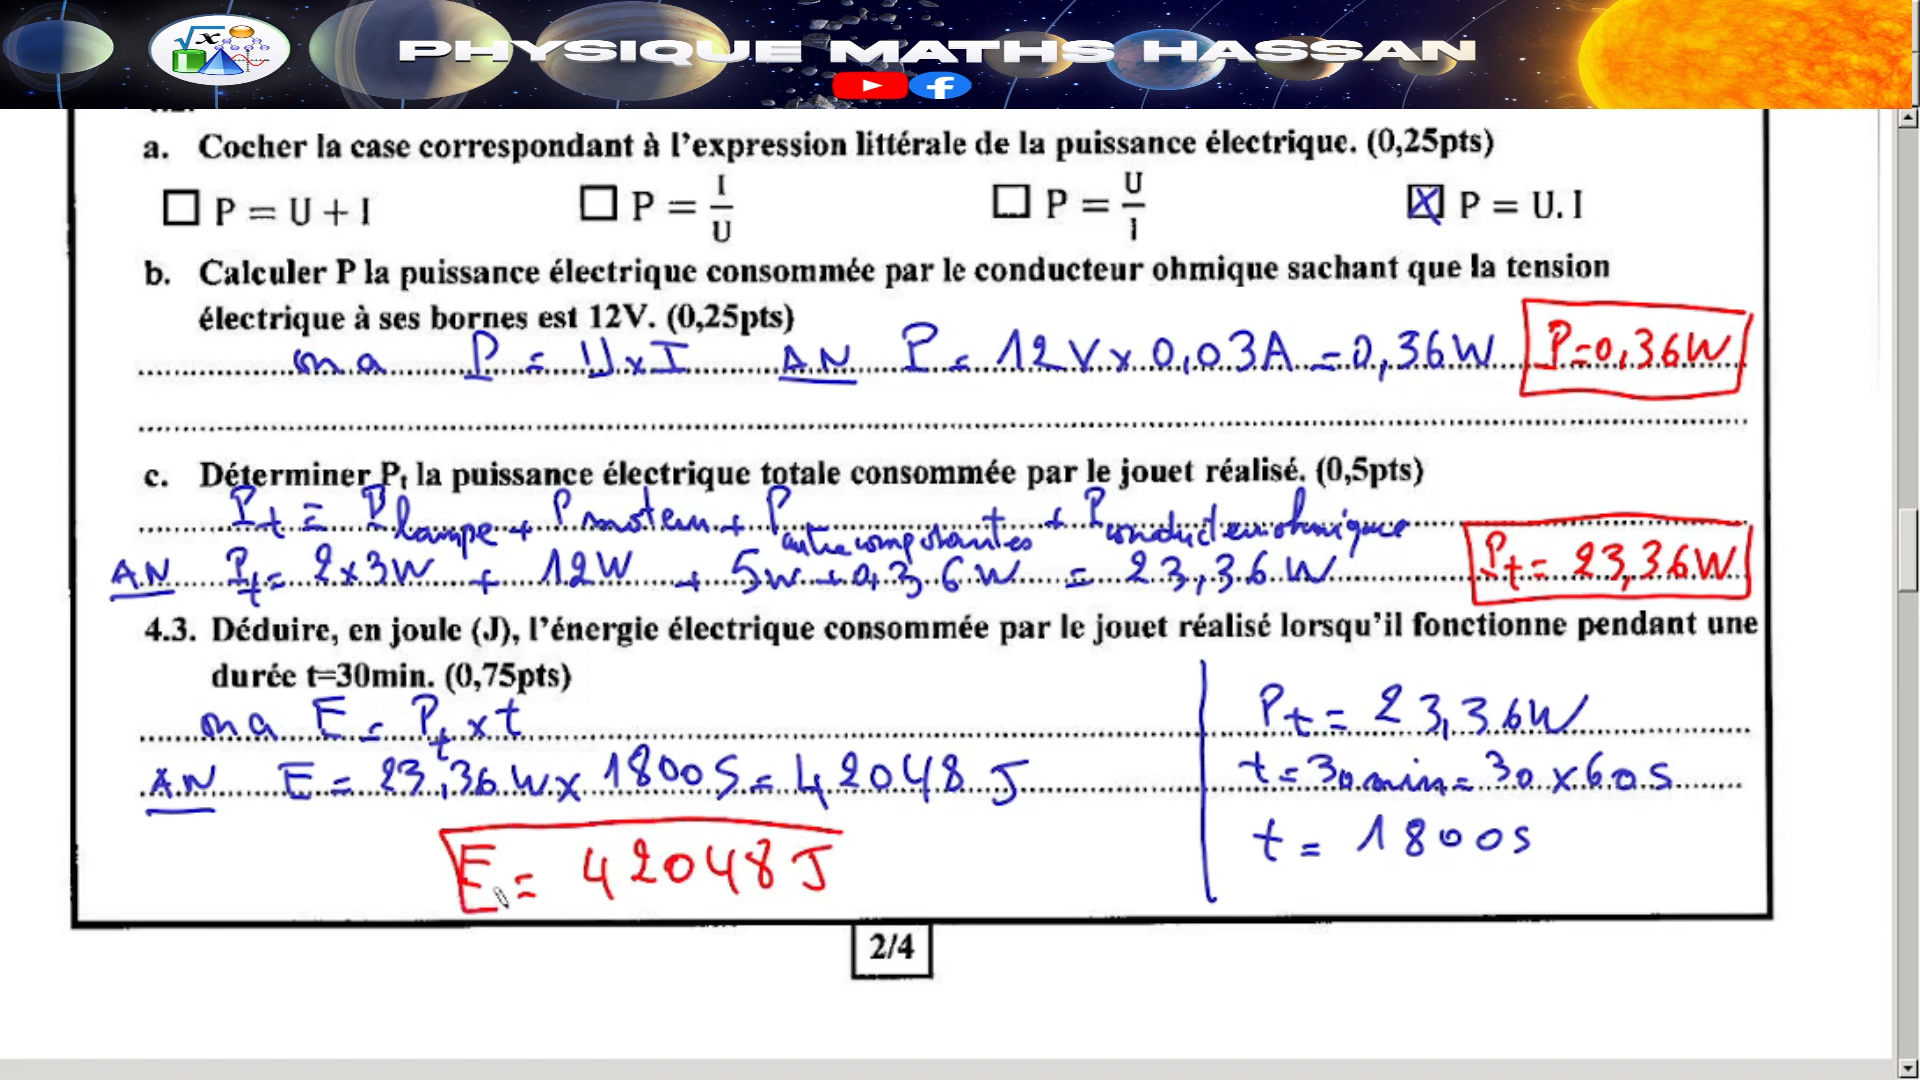 PHYSIQUE MATHS HASSAN
a. Cocher la case correspondant à l'expression littérale de la puissance électrique. (0,25pts)
☐ P = U + I ☐ P = I/U ☐ P = U/I ☒ P = U. I
b. Calculer P la puissance électrique consommée par le conducteur ohmique sachant que la tension
électrique à ses bornes est 12V. (0,25pts)
on a P = U x I AN P = 12V x 0,03A = 0,36W P=0,36W
c. Déterminer Pt la puissance électrique totale consommée par le jouet réalisé. (0,5pts)
Pt = Plampe + Pmoteur + Pautre composantes + Pconducteur ohmique
AN Pt = 2x3W + 12W + 5W + 0,36W = 23,36W Pt = 23,36W
4.3. Déduire, en joule (J), l'énergie électrique consommée par le jouet réalisé lorsqu'il fonctionne pendant une
durée t=30min. (0,75pts)
on a E = Pt x t
AN E = 23,36W x 1800S = 42048 J
E = 42048 J
Pt = 23,36W
t = 30min = 30 x 60s
t = 1800s
2/4